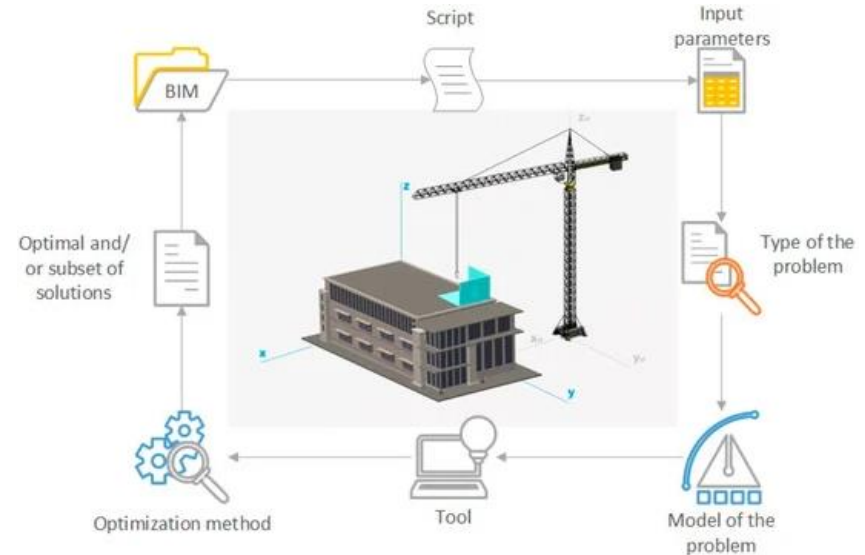 Script
Input
parameters
BIM
z
Optimal and/
or subset of
solutions
Type of the
problem
x
y
Optimization method
Tool
Model of the
problem